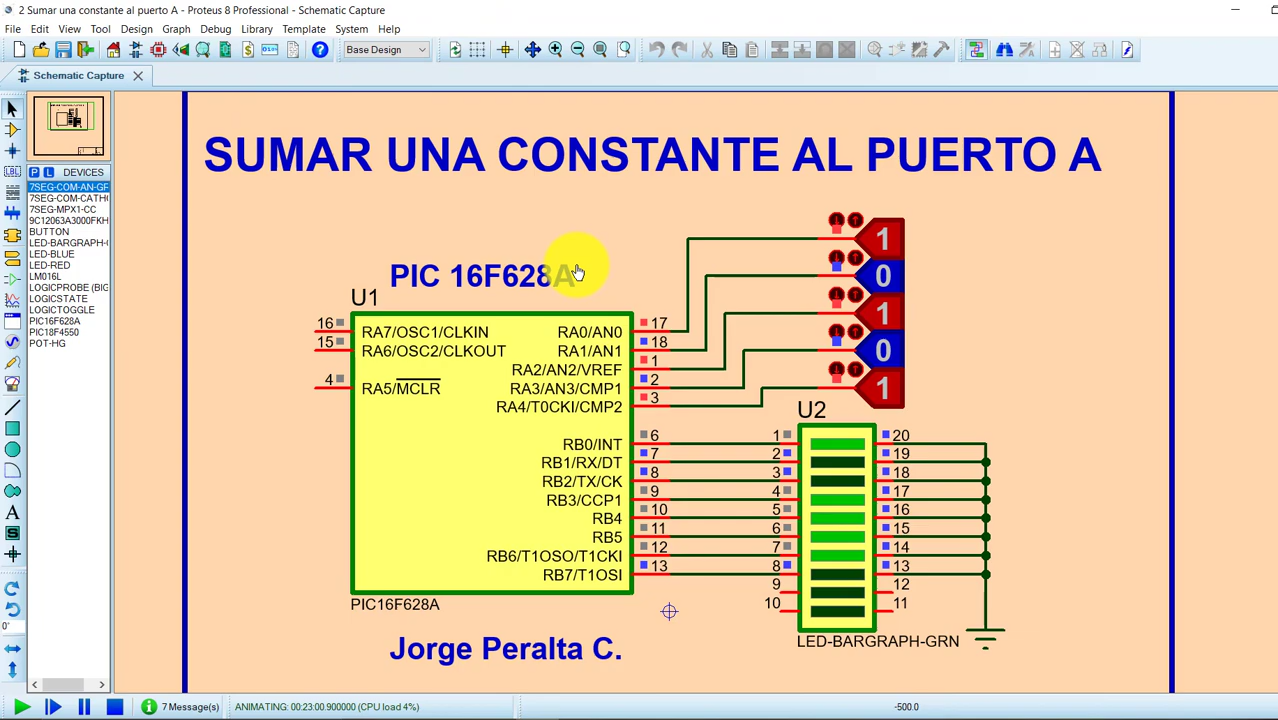 2 Sumar una constante al puerto A - Proteus 8 Professional - Schematic Capture
File Edit View Tool Design Graph Debug Library Template System Help
Base Design
Schematic Capture
SUMAR UNA CONSTANTE AL PUERTO A
P L DEVICES
7SEG-COM-AN-GF
7SEG-COM-CATH
7SEG-MPX1-CC
9C12063A3000FKH
BUTTON
LED-BARGRAPH-
LED-BLUE
LED-RED
LM016L
LOGICPROBE (BIG
LOGICSTATE
LOGICTOGGLE
PIC16F628A
PIC18F4550
POT-HG
LBL
A
S
0°
PIC 16F628A
U1
16 RA7/OSC1/CLKIN
15 RA6/OSC2/CLKOUT
4 RA5/MCLR
RA0/AN0 17
RA1/AN1 18
RA2/AN2/VREF 1
RA3/AN3/CMP1 2
RA4/T0CKI/CMP2 3
RB0/INT 6
RB1/RX/DT 7
RB2/TX/CK 8
RB3/CCP1 9
RB4 10
RB5 11
RB6/T1OSO/T1CKI 12
RB7/T1OSI 13
PIC16F628A
1
0
1
0
1
U2
1 20
2 19
3 18
4 17
5 16
6 15
7 14
8 13
9 12
10 11
LED-BARGRAPH-GRN
Jorge Peralta C.
7 Message(s) ANIMATING: 00:23:00.900000 (CPU load 4%) -500.0